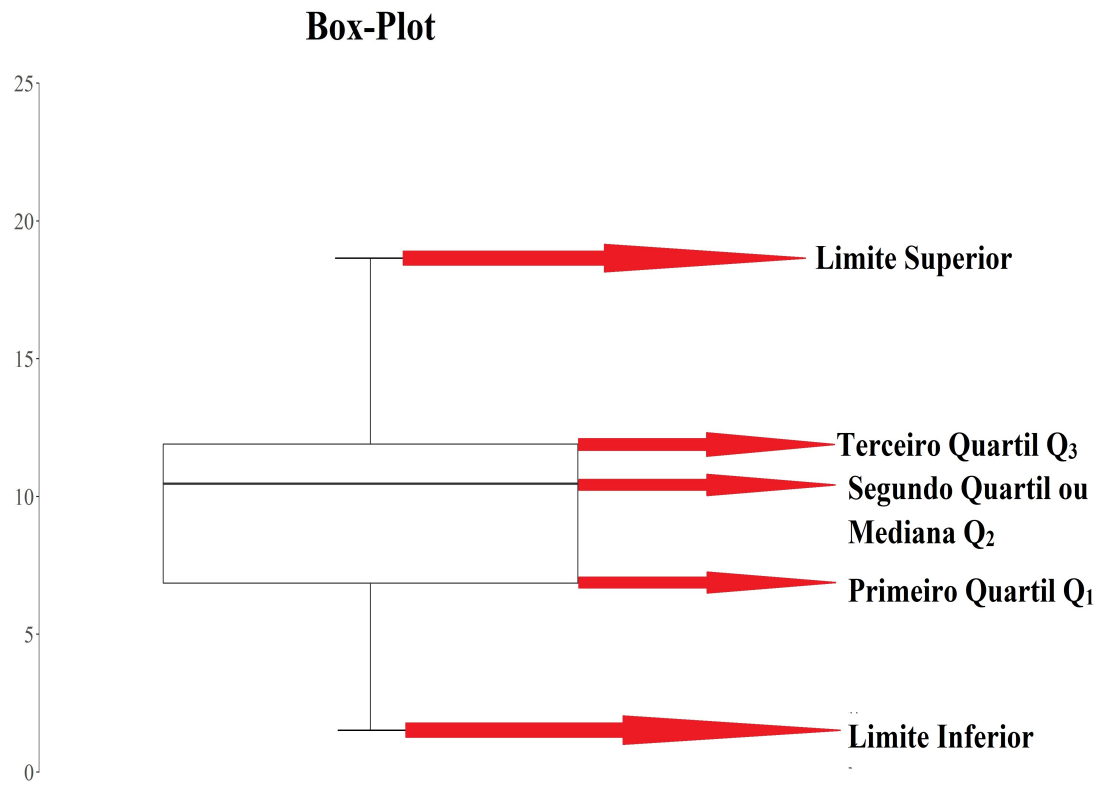 Box-Plot
25
20
15
10
5
0
Limite Superior
Terceiro Quartil Q₃
Segundo Quartil ou
Mediana Q₂
Primeiro Quartil Q₁
Limite Inferior